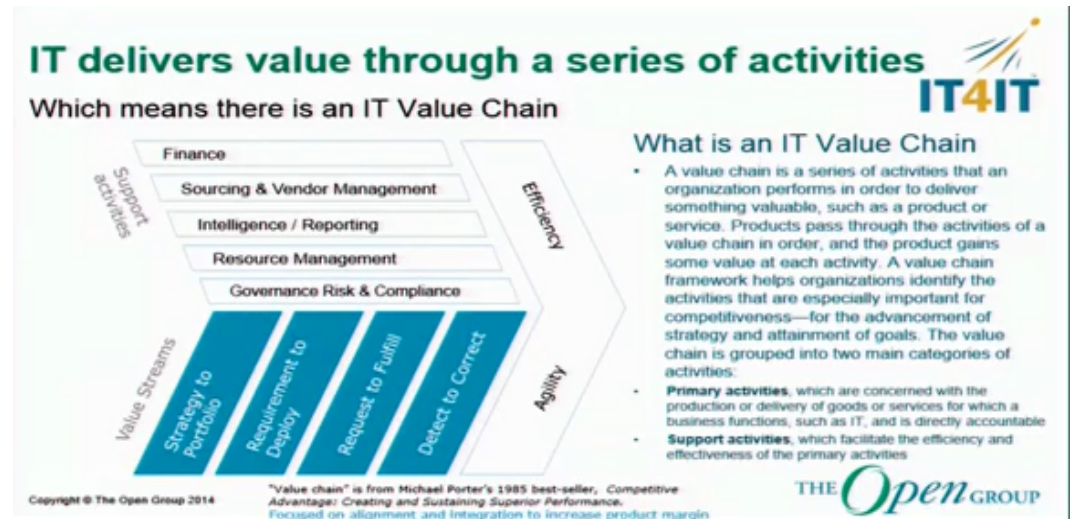 IT delivers value through a series of activities
IT4IT
Which means there is an IT Value Chain
Support
activities
Finance
Sourcing & Vendor Management
Intelligence / Reporting
Resource Management
Governance Risk & Compliance
Efficiency
Agility
Value Streams
Strategy to
Portfolio
Requirement to
Deploy
Request to Fulfill
Detect to Correct
What is an IT Value Chain
• A value chain is a series of activities that an
organization performs in order to deliver
something valuable, such as a product or
service. Products pass through the activities of a
value chain in order, and the product gains
some value at each activity. A value chain
framework helps organizations identify the
activities that are especially important for
competitiveness—for the advancement of
strategy and attainment of goals. The value
chain is grouped into two main categories of
activities:
• Primary activities, which are concerned with the
production or delivery of goods or services for which a
business functions, such as IT, and is directly accountable
• Support activities, which facilitate the efficiency and
effectiveness of the primary activities
Copyright © The Open Group 2014
"Value chain" is from Michael Porter's 1985 best-seller, Competitive
Advantage: Creating and Sustaining Superior Performance.
Focused on alignment and integration to increase product margin
THE Open GROUP